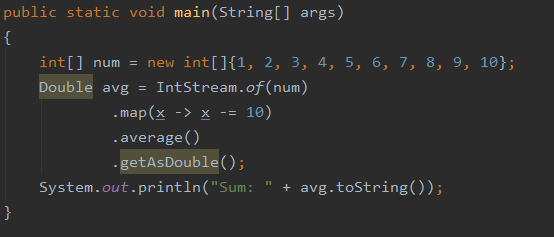 public static void main(String[] args)
{
    int[] num = new int[]{1, 2, 3, 4, 5, 6, 7, 8, 9, 10};
    Double avg = IntStream.of(num)
            .map(x -> x -= 10)
            .average()
            .getAsDouble();
    System.out.println("Sum: " + avg.toString());
}